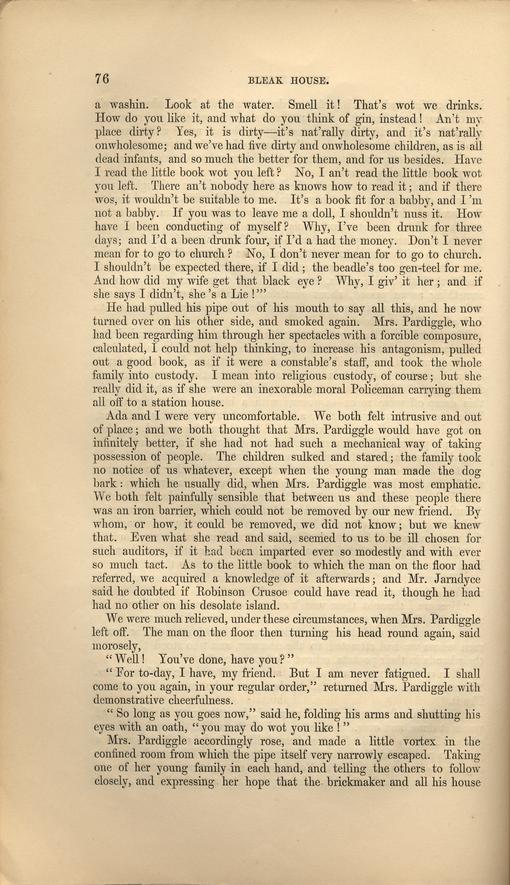 76 BLEAK HOUSE.
a washin. Look at the water. Smell it! That's wot we drinks.
How do you like it, and what do you think of gin, instead! An't my
place dirty? Yes, it is dirty—it's nat'rally dirty, and it's nat'rally
onwholesome; and we've had five dirty and onwholesome children, as is all
dead infants, and so much the better for them, and for us besides. Have
I read the little book wot you left? No, I an't read the little book wot
you left. There an't nobody here as knows how to read it; and if there
wos, it wouldn't be suitable to me. It's a book fit for a babby, and I'm
not a babby. If you was to leave me a doll, I shouldn't nuss it. How
have I been conducting of myself? Why, I've been drunk for three
days; and I'd a been drunk four, if I'd a had the money. Don't I never
mean for to go to church? No, I don't never mean for to go to church.
I shouldn't be expected there, if I did; the beadle's too gen-teel for me.
And how did my wife get that black eye? Why, I giv' it her; and if
she says I didn't, she's a Lie!'"
He had pulled his pipe out of his mouth to say all this, and he now
turned over on his other side, and smoked again. Mrs. Pardiggle, who
had been regarding him through her spectacles with a forcible composure,
calculated, I could not help thinking, to increase his antagonism, pulled
out a good book, as if it were a constable's staff, and took the whole
family into custody. I mean into religious custody, of course; but she
really did it, as if she were an inexorable moral Policeman carrying them
all off to a station house.
Ada and I were very uncomfortable. We both felt intrusive and out
of place; and we both thought that Mrs. Pardiggle would have got on
infinitely better, if she had not had such a mechanical way of taking
possession of people. The children sulked and stared; the family took
no notice of us whatever, except when the young man made the dog
bark: which he usually did, when Mrs. Pardiggle was most emphatic.
We both felt painfully sensible that between us and these people there
was an iron barrier, which could not be removed by our new friend. By
whom, or how, it could be removed, we did not know; but we knew
that. Even what she read and said, seemed to us to be ill chosen for
such auditors, if it had been imparted ever so modestly and with ever
so much tact. As to the little book to which the man on the floor had
referred, we acquired a knowledge of it afterwards; and Mr. Jarndyce
said he doubted if Robinson Crusoe could have read it, though he had
had no other on his desolate island.
We were much relieved, under these circumstances, when Mrs. Pardiggle
left off. The man on the floor then turning his head round again, said
morosely,
"Well! You've done, have you?"
"For to-day, I have, my friend. But I am never fatigued. I shall
come to you again, in your regular order," returned Mrs. Pardiggle with
demonstrative cheerfulness.
"So long as you goes now," said he, folding his arms and shutting his
eyes with an oath, "you may do wot you like!"
Mrs. Pardiggle accordingly rose, and made a little vortex in the
confined room from which the pipe itself very narrowly escaped. Taking
one of her young family in each hand, and telling the others to follow
closely, and expressing her hope that the brickmaker and all his house